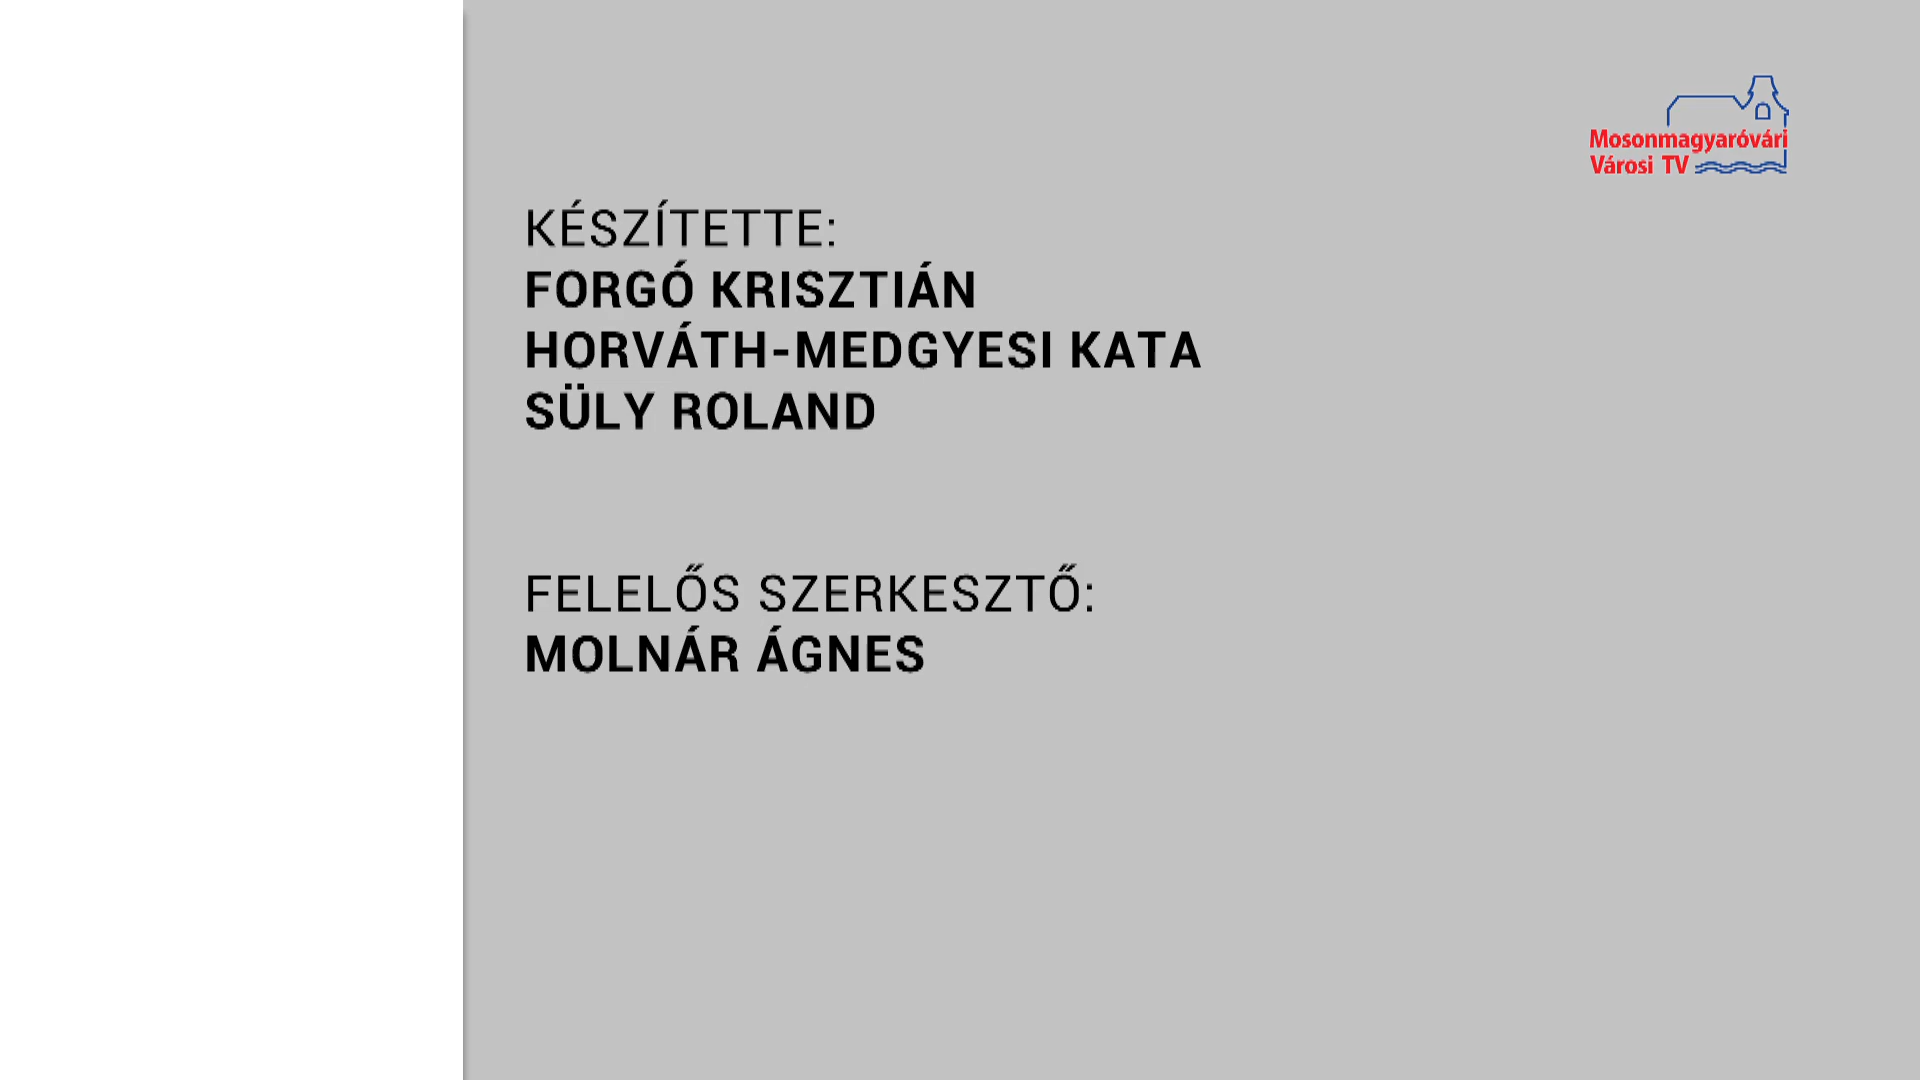 Mosonmagyaróvári
Városi TV
KÉSZÍTETTE:
FORGÓ KRISZTIÁN
HORVÁTH-MEDGYESI KATA
SÜLY ROLAND
FELELŐS SZERKESZTŐ:
MOLNÁR ÁGNES